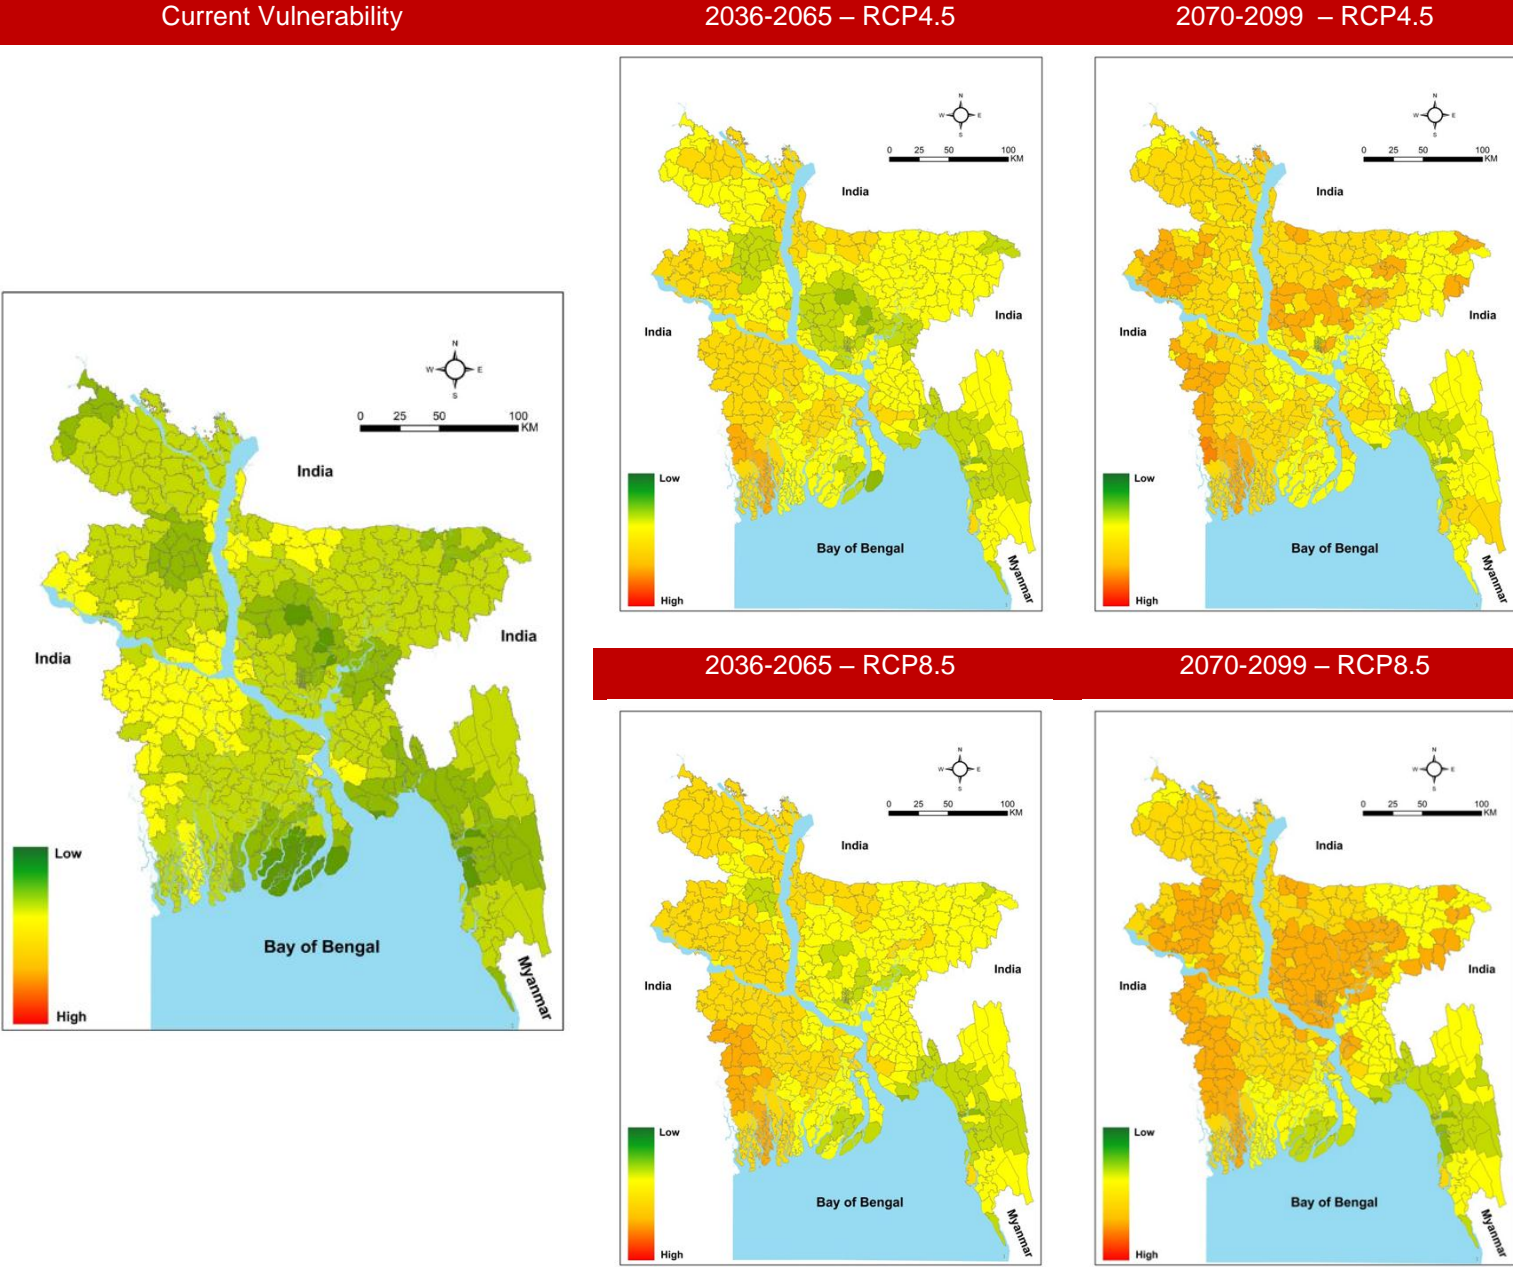 Current Vulnerability
2036-2065 – RCP4.5
2070-2099 – RCP4.5
N
W E
S
0 25 50 100
KM
India
India
India
Bay of Bengal
Myanmar
Low
High
N
W E
S
0 25 50 100
KM
India
India
India
Bay of Bengal
Myanmar
Low
High
N
W E
S
0 25 50 100
KM
India
India
India
Bay of Bengal
Myanmar
Low
High
2036-2065 – RCP8.5
2070-2099 – RCP8.5
N
W E
S
0 25 50 100
KM
India
India
India
Bay of Bengal
Myanmar
Low
High
N
W E
S
0 25 50 100
KM
India
India
India
Bay of Bengal
Myanmar
Low
High